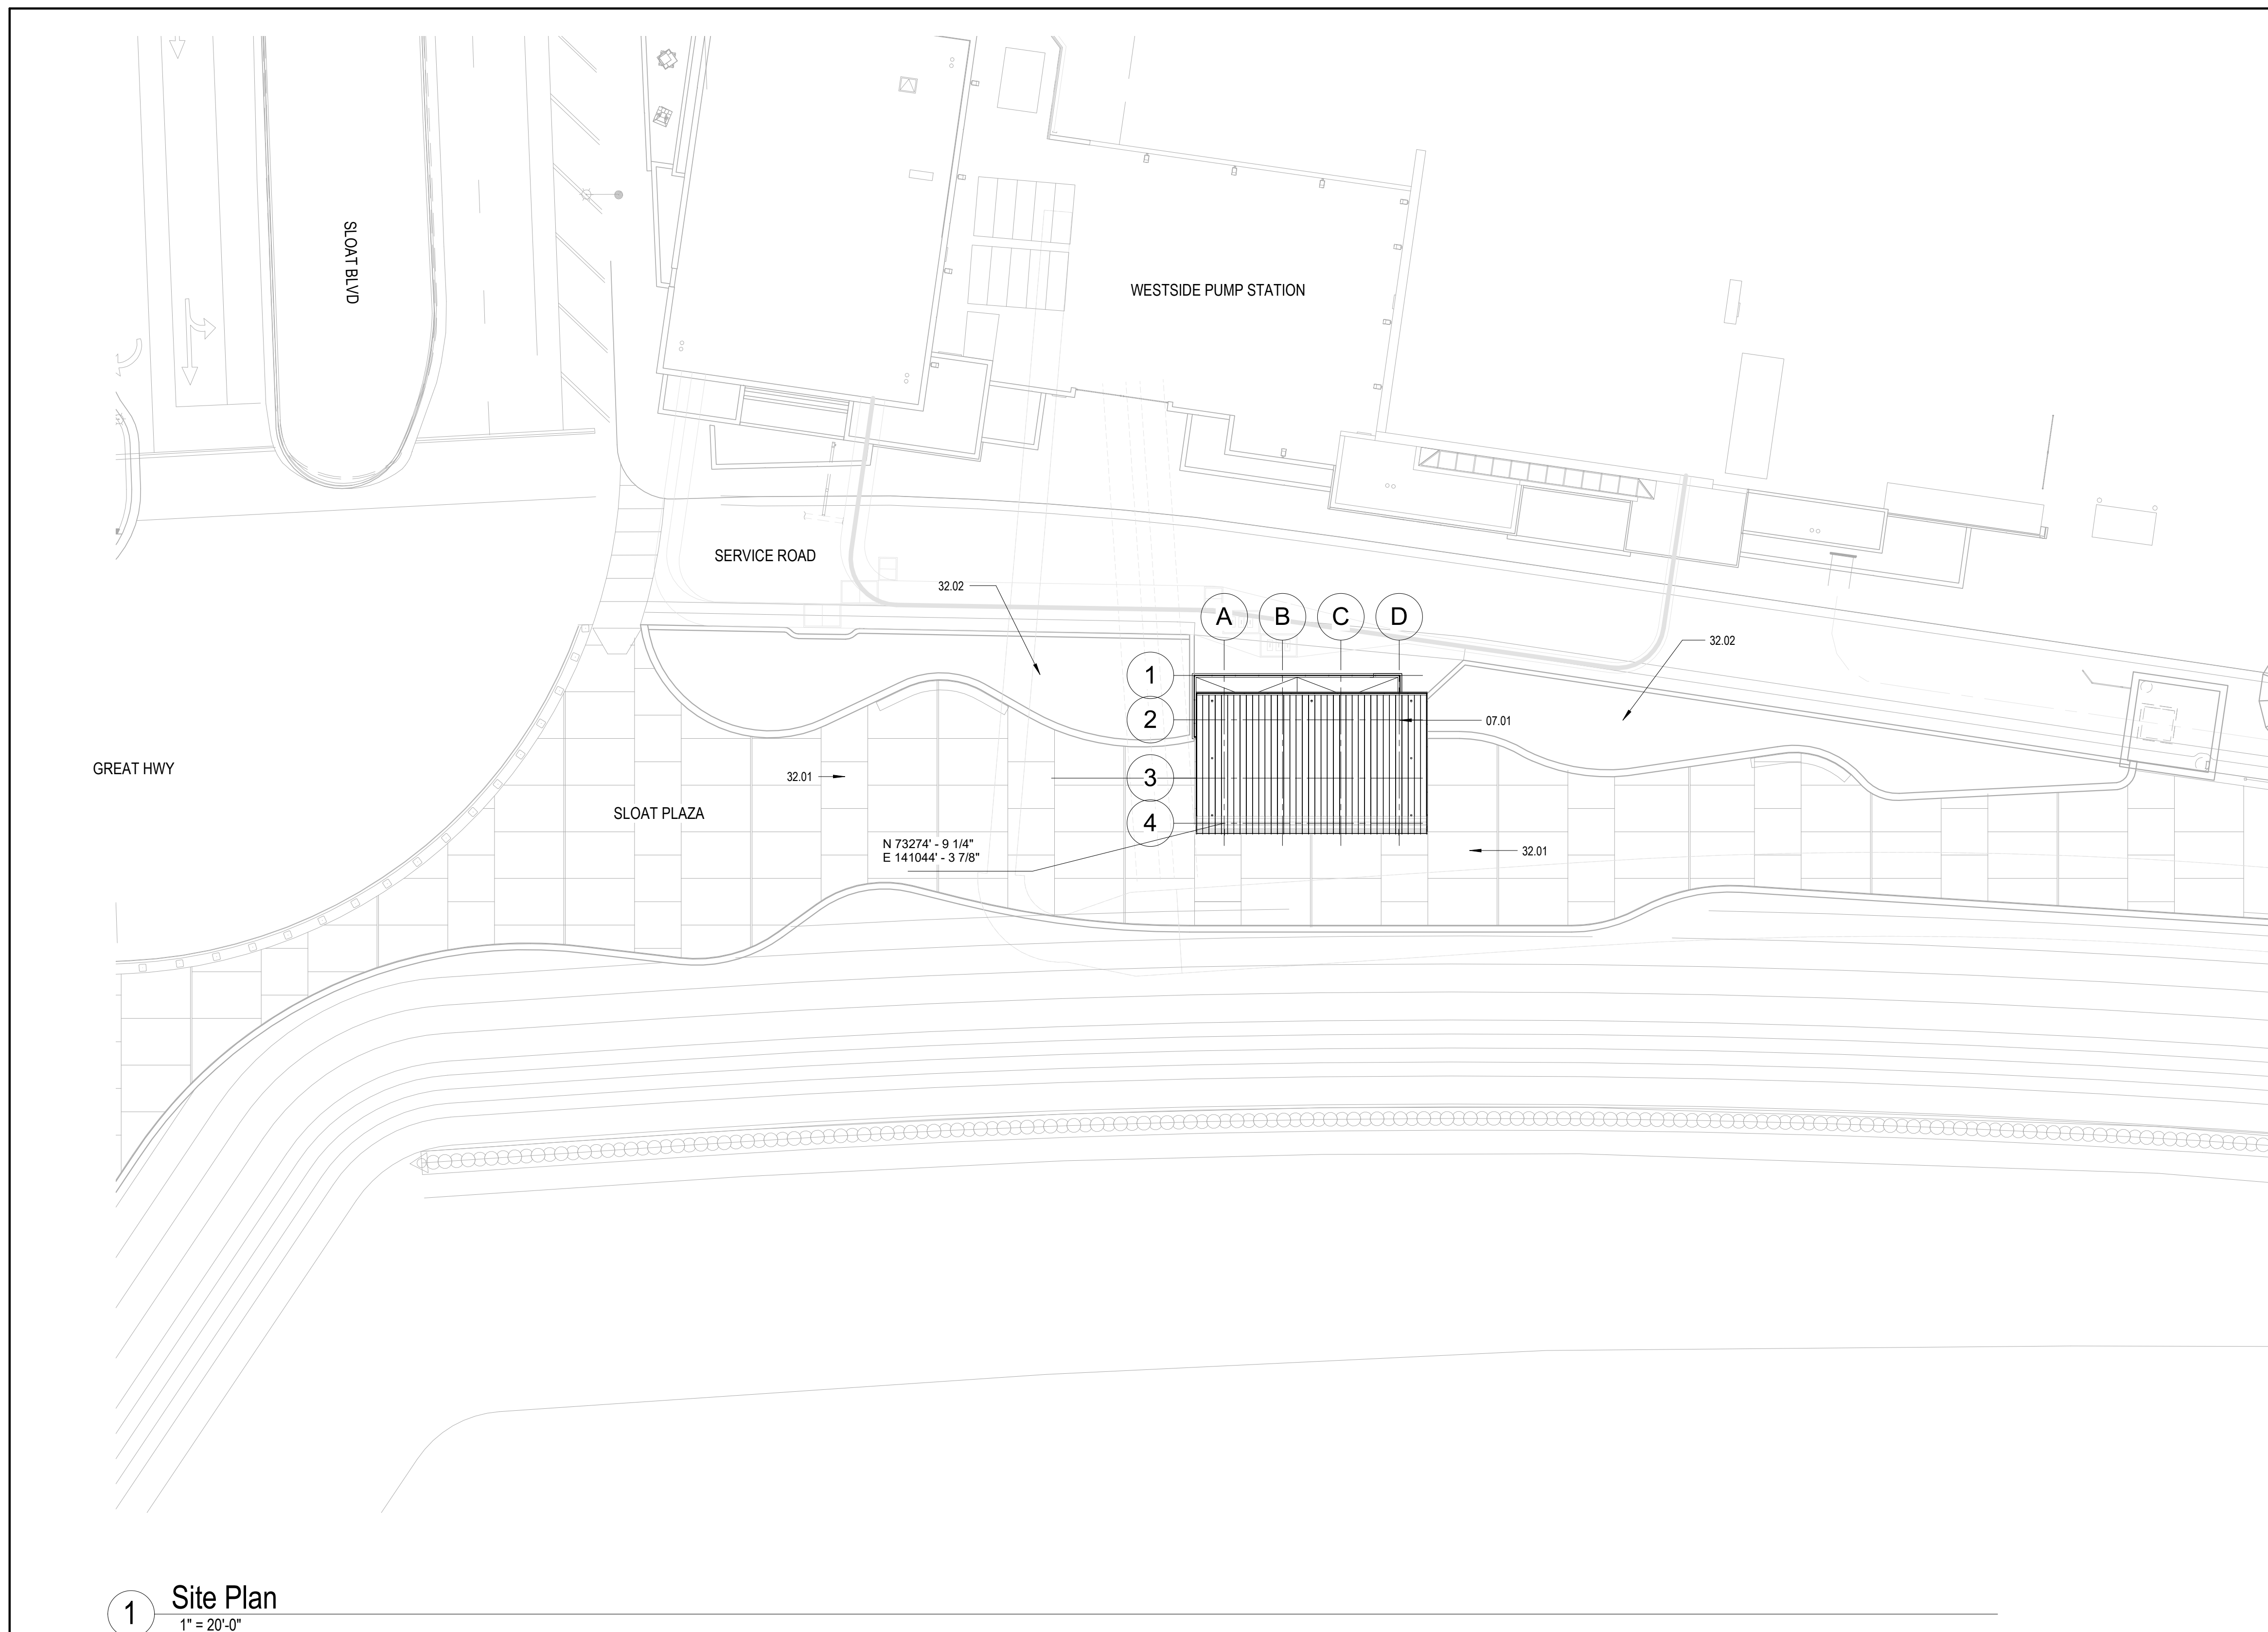 SLOAT BLVD
WESTSIDE PUMP STATION
SERVICE ROAD
32.02
A
B
C
D
32.02
1
2
07.01
GREAT HWY
32.01
3
SLOAT PLAZA
4
N 73274' - 9 1/4"
E 141044' - 3 7/8"
32.01
1
Site Plan
1" = 20'-0"